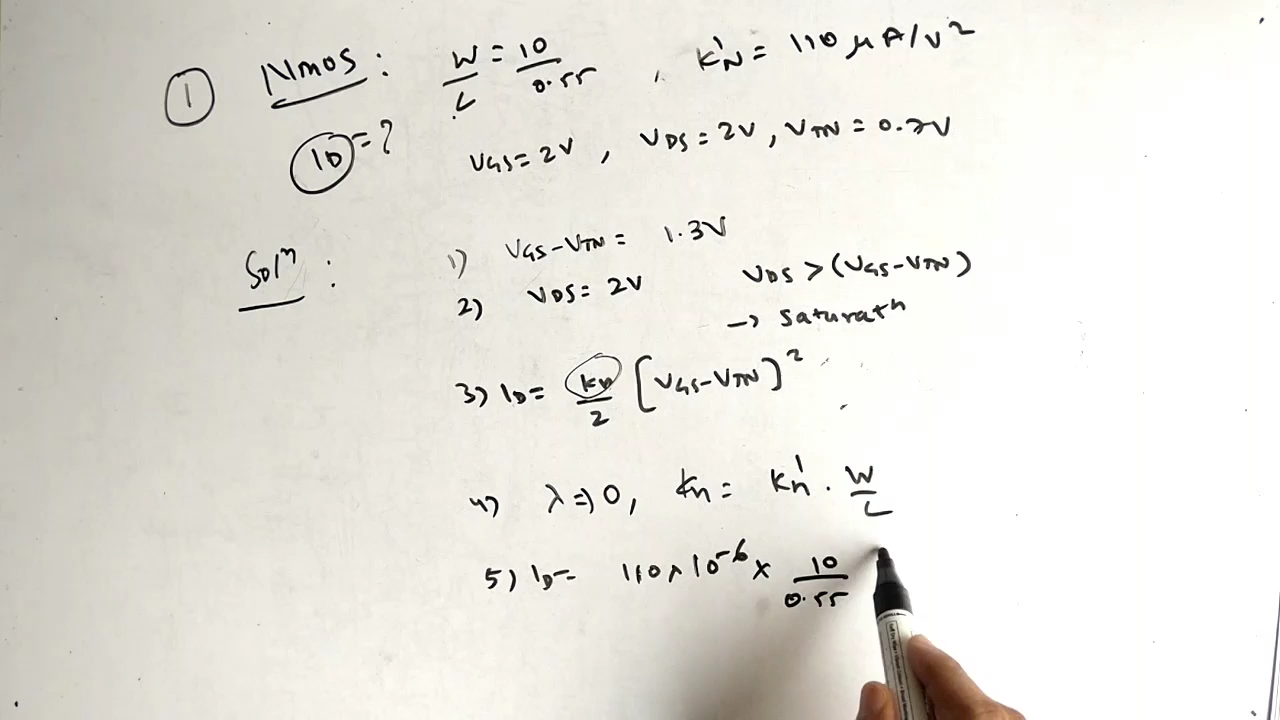 1 Nmos : W/L = 10/0.55 , K'N = 110 μA/V²
ID = ? VGS = 2V , VDS = 2V , VTN = 0.7V
Solⁿ : 1) VGS - VTN = 1.3V
2) VDS = 2V VDS > (VGS - VTN)
→ Saturatⁿ
3) ID = kn/2 [VGS - VTN]²
4) λ => 0 , kn = kn' . W/L
5) ID = 110 x 10⁻⁶ x 10/0.55